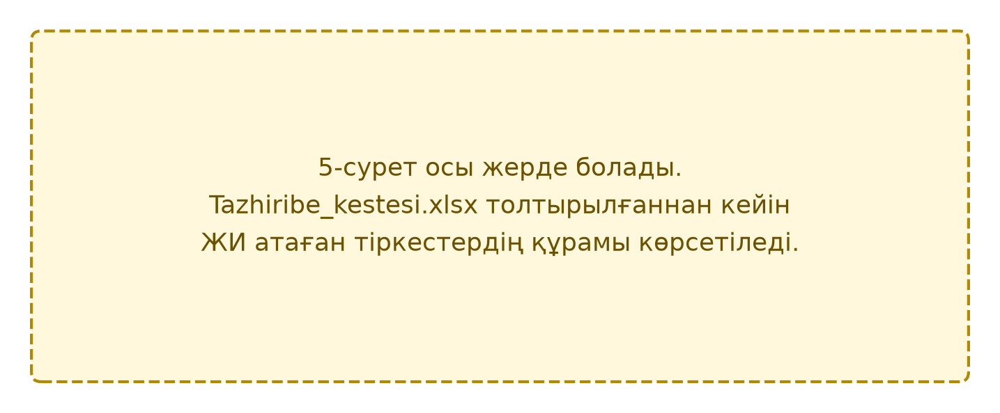 5-сурет осы жерде болады.
Tazhiribe_kestesi.xlsx толтырылғаннан кейін
ЖИ атаған тіркестердің құрамы көрсетіледі.